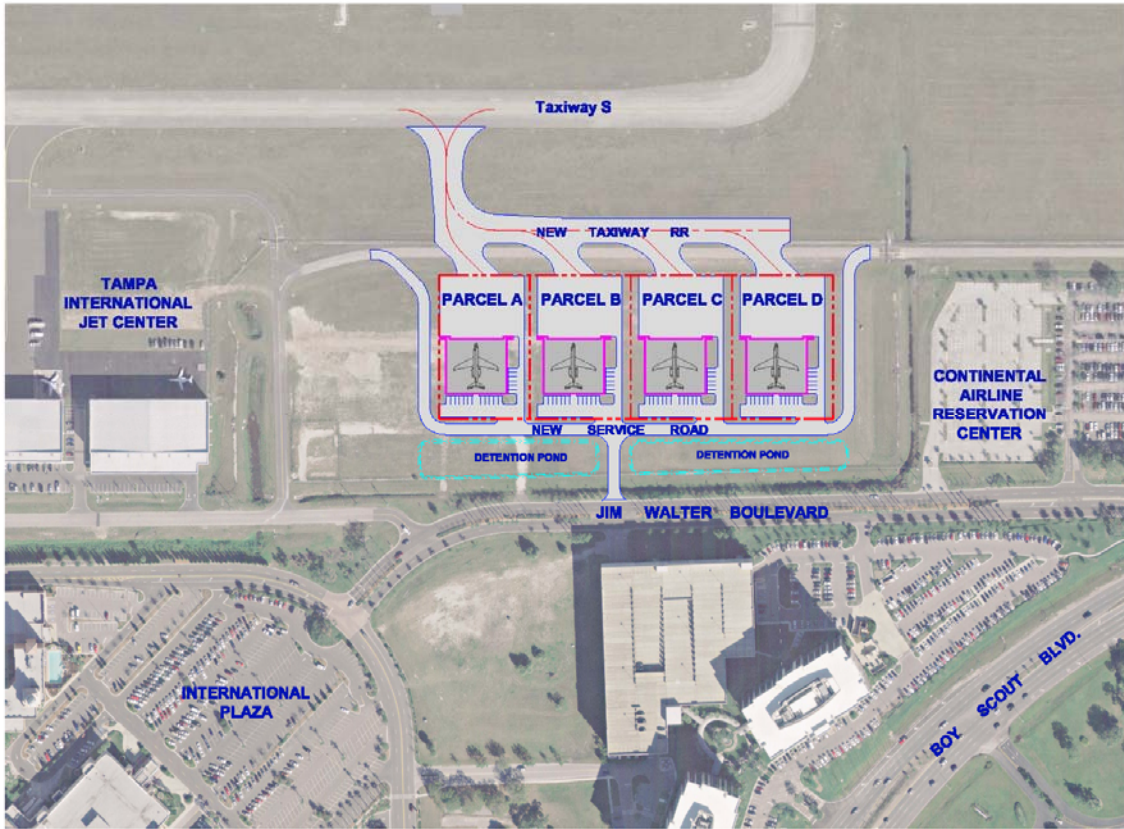 Taxiway S
NEW TAXIWAY RR
TAMPA
INTERNATIONAL
JET CENTER
PARCEL A
PARCEL B
PARCEL C
PARCEL D
CONTINENTAL
AIRLINE
RESERVATION
CENTER
NEW SERVICE ROAD
DETENTION POND
DETENTION POND
JIM WALTER BOULEVARD
INTERNATIONAL
PLAZA
BOY SCOUT BLVD.